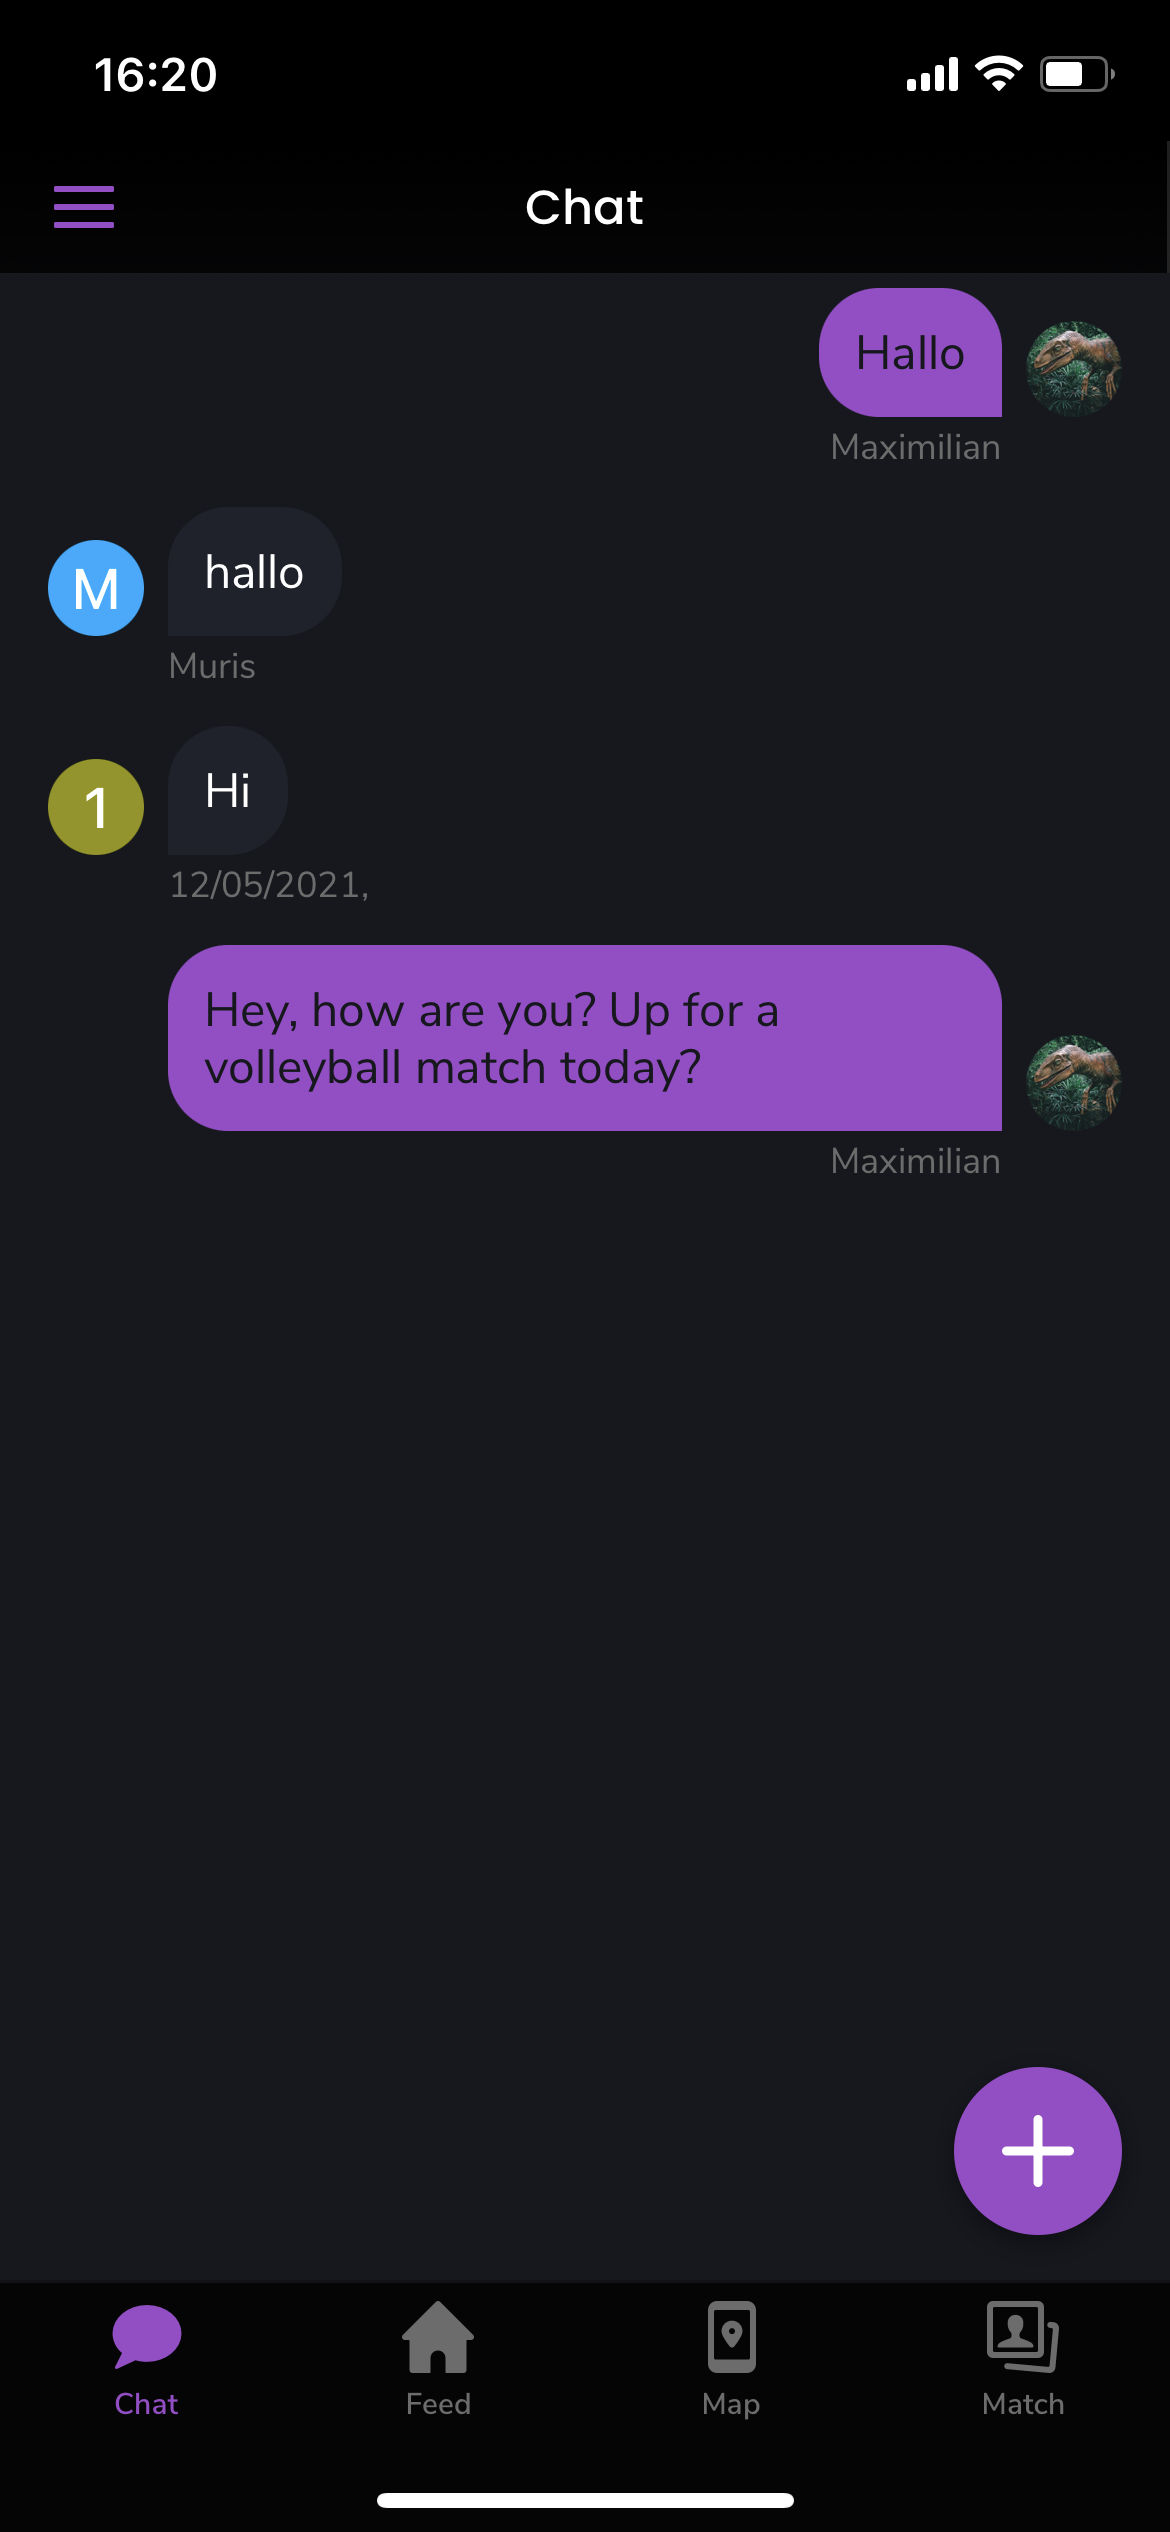 16:20
Chat
Hallo
Maximilian
M
hallo
Muris
1
Hi
12/05/2021,
Hey, how are you? Up for a
volleyball match today?
Maximilian
Chat
Feed
Map
Match